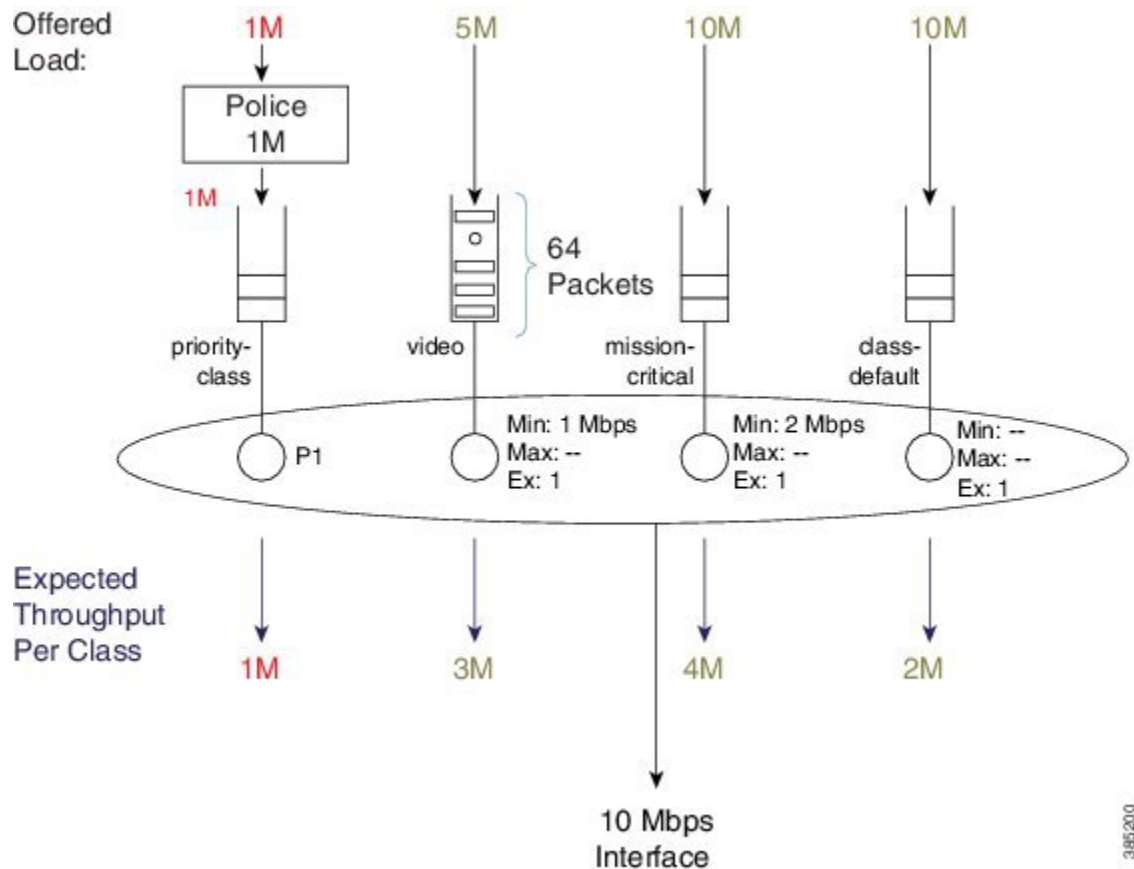 Offered
Load:
1M
5M
10M
10M
Police
1M
1M
64
Packets
priority-
class
video
mission-
critical
class-
default
P1
Min: 1 Mbps
Max: --
Ex: 1
Min: 2 Mbps
Max: --
Ex: 1
Min: --
Max: --
Ex: 1
Expected
Throughput
Per Class
1M
3M
4M
2M
10 Mbps
Interface
385200